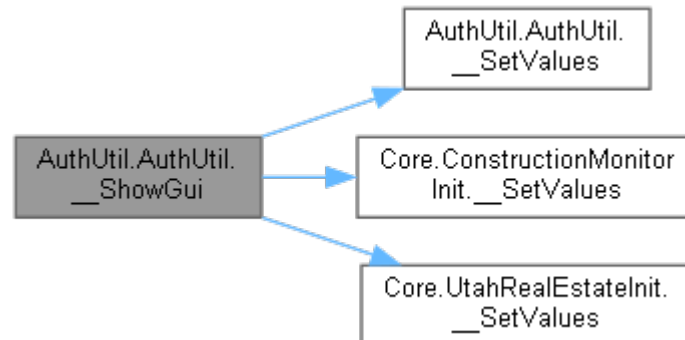 AuthUtil.AuthUtil.
__SetValues
AuthUtil.AuthUtil.
__ShowGui
Core.ConstructionMonitor
Init.__SetValues
Core.UtahRealEstateInit.
__SetValues